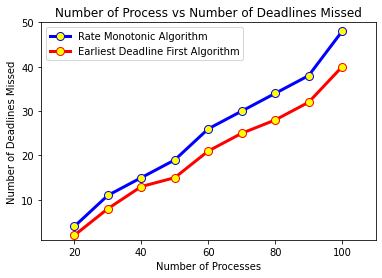 Number of Process vs Number of Deadlines Missed
Rate Monotonic Algorithm
Earliest Deadline First Algorithm
Number of Deadlines Missed
50
40
30
20
10
20 40 60 80 100
Number of Processes